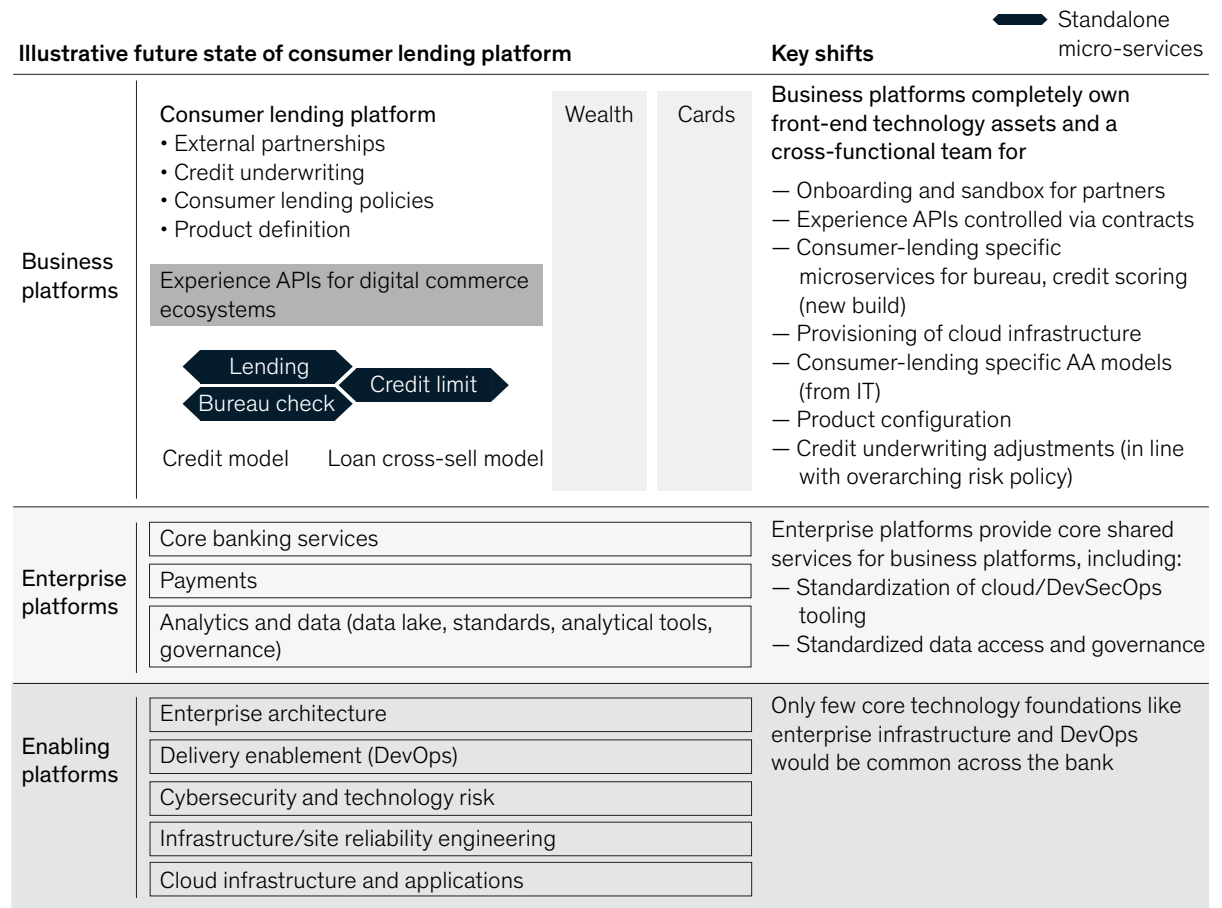 Standalone
micro-services
Illustrative future state of consumer lending platform
Key shifts
Business
platforms
Consumer lending platform
• External partnerships
• Credit underwriting
• Consumer lending policies
• Product definition
Experience APIs for digital commerce
ecosystems
Lending
Bureau check
Credit limit
Credit model
Loan cross-sell model
Wealth
Cards
Business platforms completely own
front-end technology assets and a
cross-functional team for
— Onboarding and sandbox for partners
— Experience APIs controlled via contracts
— Consumer-lending specific
microservices for bureau, credit scoring
(new build)
— Provisioning of cloud infrastructure
— Consumer-lending specific AA models
(from IT)
— Product configuration
— Credit underwriting adjustments (in line
with overarching risk policy)
Enterprise
platforms
Core banking services
Payments
Analytics and data (data lake, standards, analytical tools,
governance)
Enterprise platforms provide core shared
services for business platforms, including:
— Standardization of cloud/DevSecOps
tooling
— Standardized data access and governance
Enabling
platforms
Enterprise architecture
Delivery enablement (DevOps)
Cybersecurity and technology risk
Infrastructure/site reliability engineering
Cloud infrastructure and applications
Only few core technology foundations like
enterprise infrastructure and DevOps
would be common across the bank